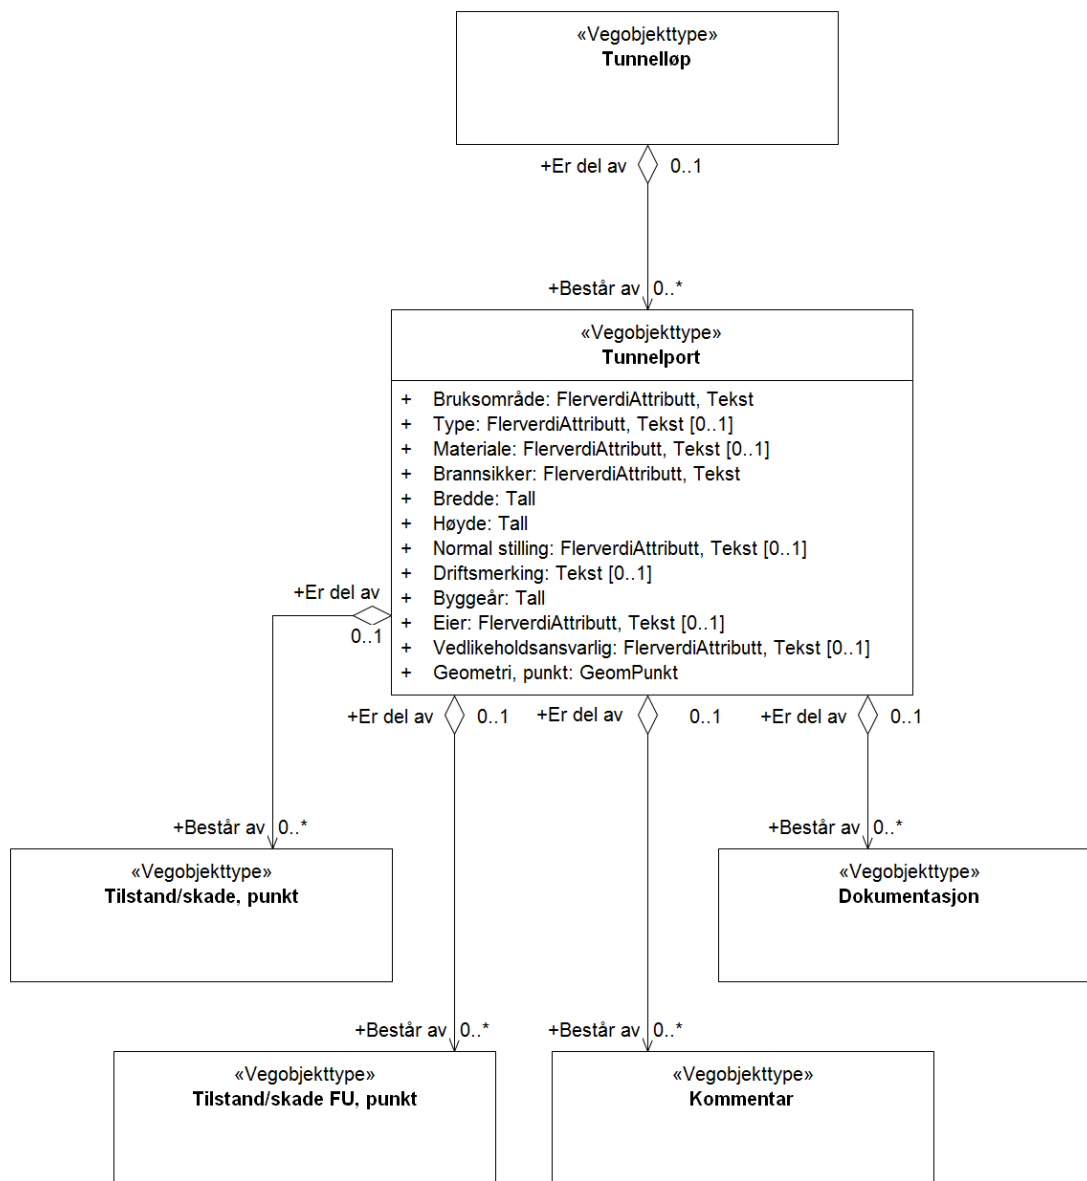 «Vegobjekttype»
Tunnelløp
+Er del av 0..1
+Består av 0..*
«Vegobjekttype»
Tunnelport
+ Bruksområde: FlerverdiAttributt, Tekst
+ Type: FlerverdiAttributt, Tekst [0..1]
+ Materiale: FlerverdiAttributt, Tekst [0..1]
+ Brannsikker: FlerverdiAttributt, Tekst
+ Bredde: Tall
+ Høyde: Tall
+ Normal stilling: FlerverdiAttributt, Tekst [0..1]
+ Driftsmerking: Tekst [0..1]
+ Byggeår: Tall
+ Eier: FlerverdiAttributt, Tekst [0..1]
+ Vedlikeholdsansvarlig: FlerverdiAttributt, Tekst [0..1]
+ Geometri, punkt: GeomPunkt
+Er del av
0..1
+Er del av 0..1 +Er del av 0..1 +Er del av 0..1
+Består av 0..* +Består av 0..*
«Vegobjekttype» «Vegobjekttype»
Tilstand/skade, punkt Dokumentasjon
+Består av 0..* +Består av 0..*
«Vegobjekttype» «Vegobjekttype»
Tilstand/skade FU, punkt Kommentar